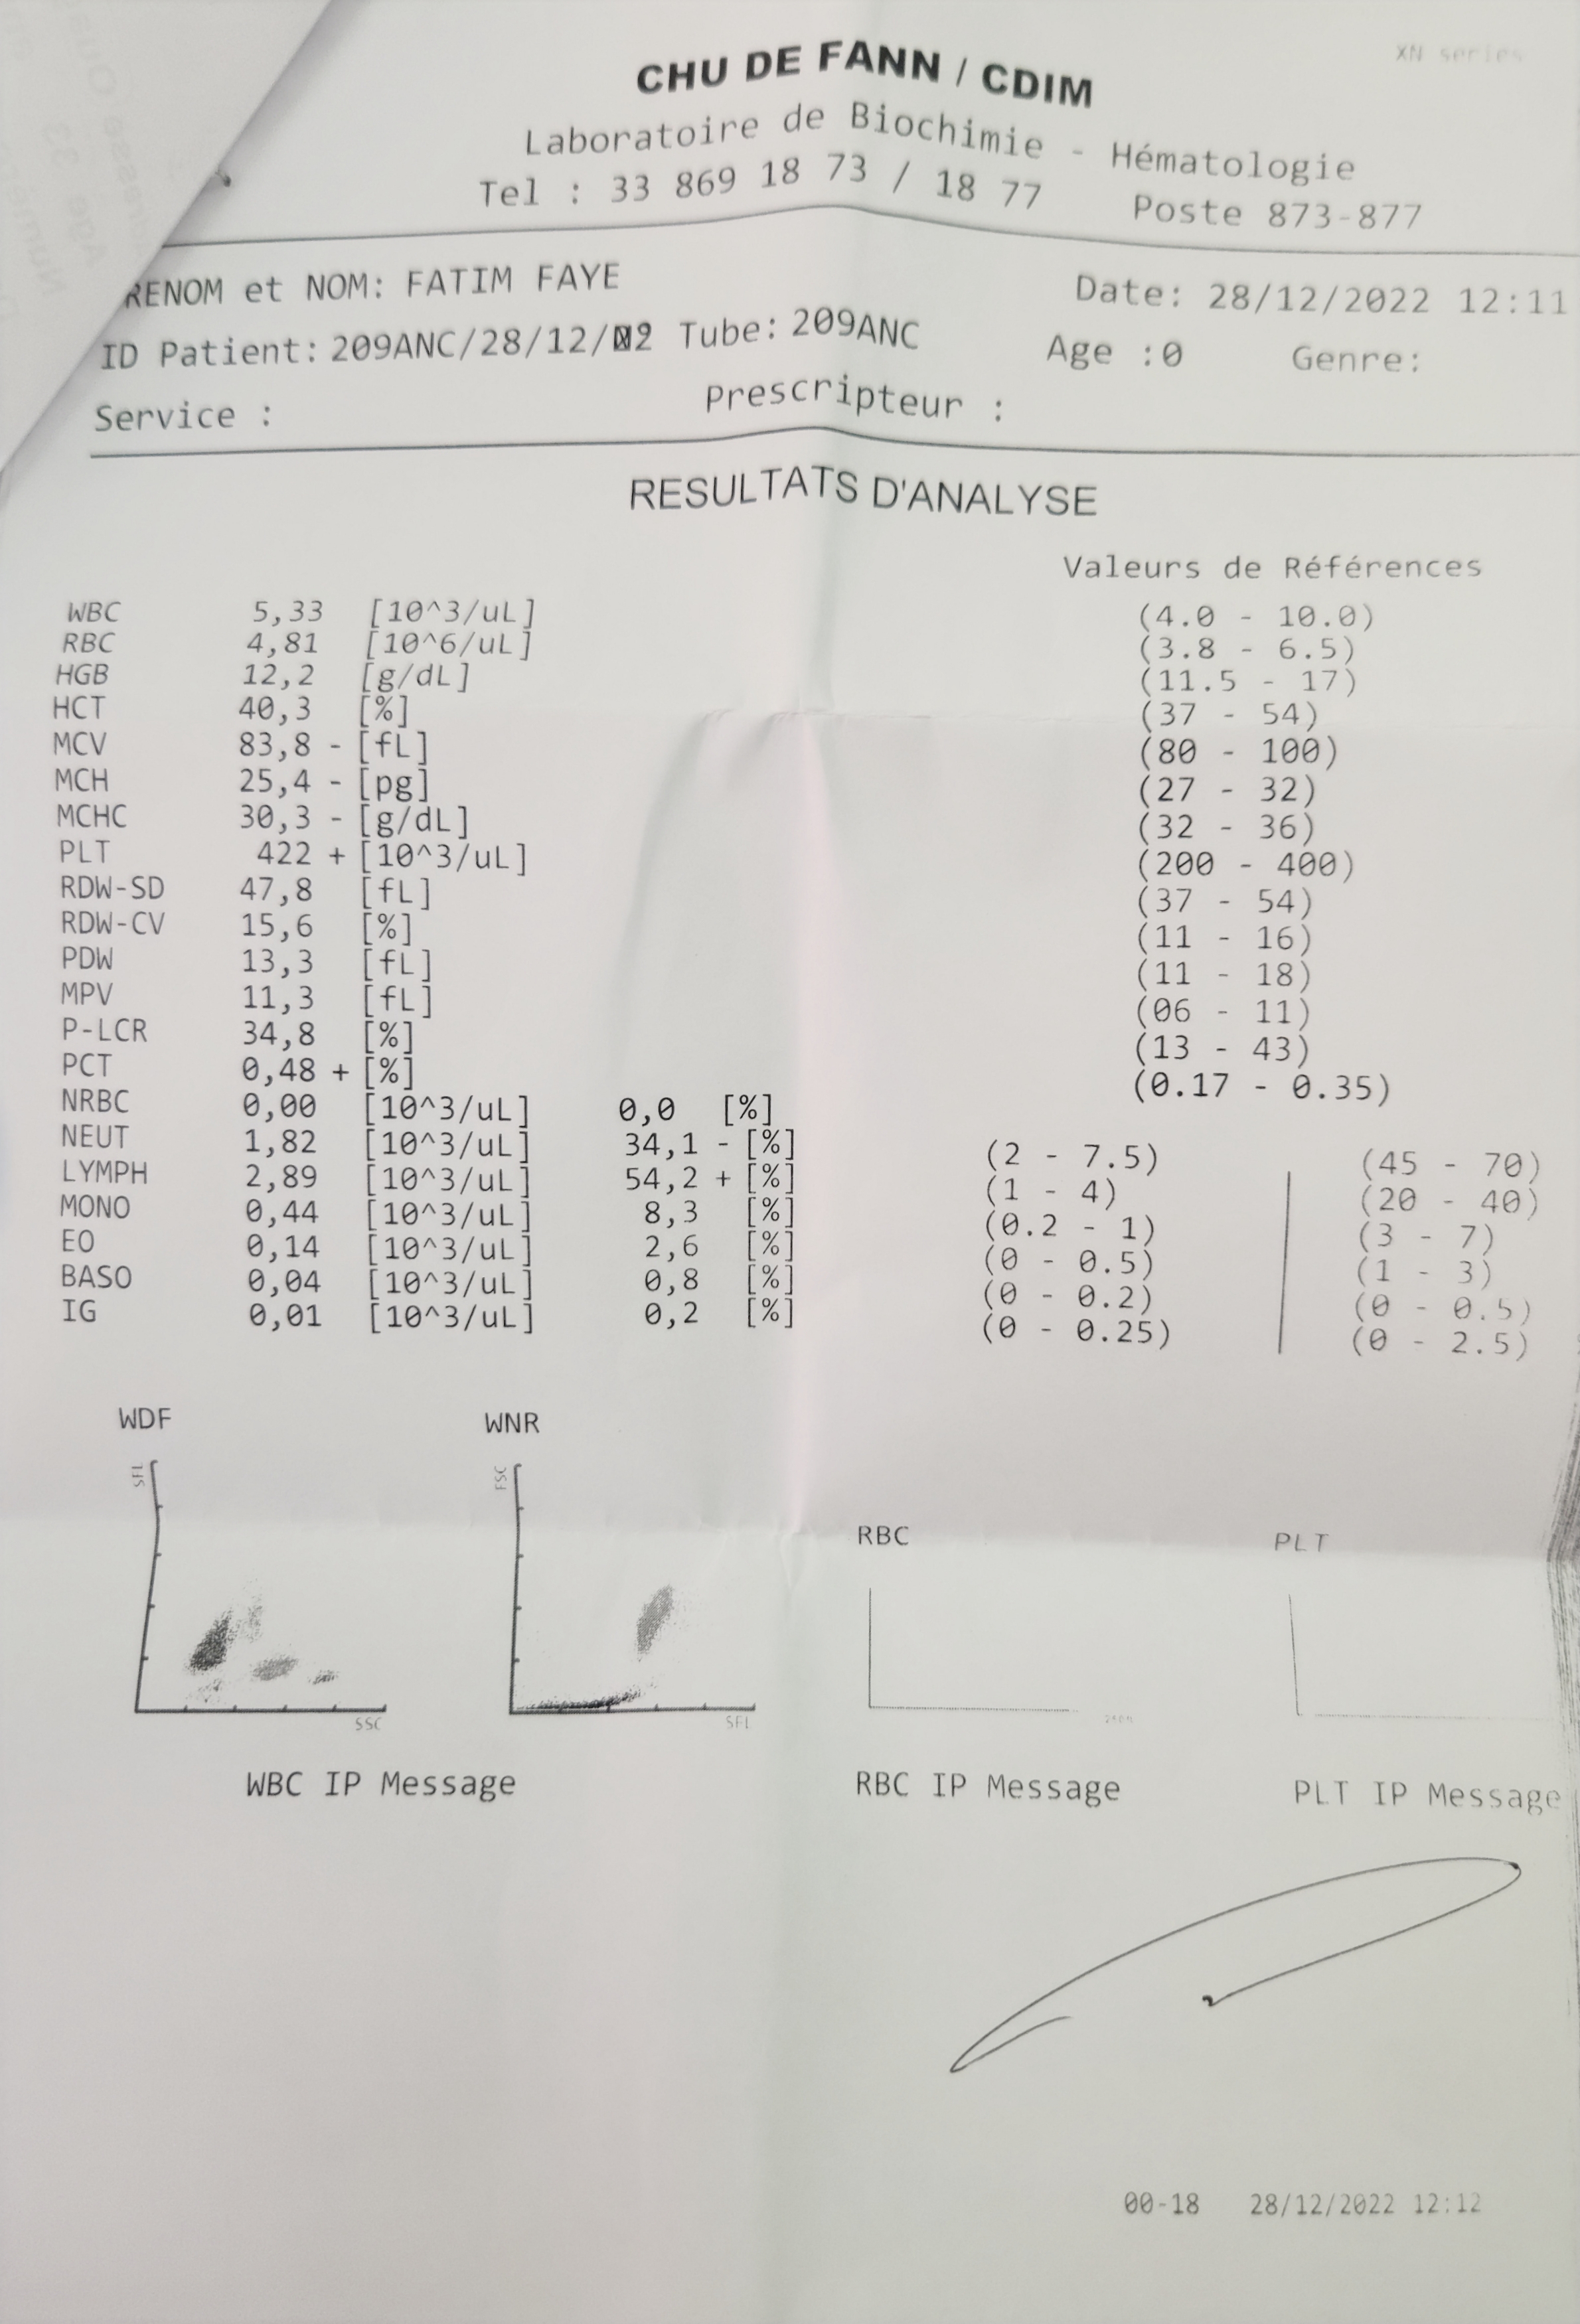 XN series
CHU DE FANN / CDIM
Laboratoire de Biochimie - Hématologie
Tel : 33 869 18 73 / 18 77 Poste 873-877
RENOM et NOM: FATIM FAYE Date: 28/12/2022 12:11
ID Patient: 209ANC/28/12/ Tube: 209ANC Age :0 Genre:
Service : Prescripteur :
RESULTATS D'ANALYSE
Valeurs de Références
WBC 5,33 [10^3/uL] (4.0 - 10.0)
RBC 4,81 [10^6/uL] (3.8 - 6.5)
HGB 12,2 [g/dL] (11.5 - 17)
HCT 40,3 [%] (37 - 54)
MCV 83,8 - [fL] (80 - 100)
MCH 25,4 - [pg] (27 - 32)
MCHC 30,3 - [g/dL] (32 - 36)
PLT 422 + [10^3/uL] (200 - 400)
RDW-SD 47,8 [fL] (37 - 54)
RDW-CV 15,6 [%] (11 - 16)
PDW 13,3 [fL] (11 - 18)
MPV 11,3 [fL] (06 - 11)
P-LCR 34,8 [%] (13 - 43)
PCT 0,48 + [%] (0.17 - 0.35)
NRBC 0,00 [10^3/uL] 0,0 [%]
NEUT 1,82 [10^3/uL] 34,1 - [%] (2 - 7.5) (45 - 70)
LYMPH 2,89 [10^3/uL] 54,2 + [%] (1 - 4) (20 - 40)
MONO 0,44 [10^3/uL] 8,3 [%] (0.2 - 1) (3 - 7)
EO 0,14 [10^3/uL] 2,6 [%] (0 - 0.5) (1 - 3)
BASO 0,04 [10^3/uL] 0,8 [%] (0 - 0.2) (0 - 0.5)
IG 0,01 [10^3/uL] 0,2 [%] (0 - 0.25) (0 - 2.5)
WDF WNR RBC PLT
SFL FSC
SSC SFL
WBC IP Message RBC IP Message PLT IP Message
00-18 28/12/2022 12:12